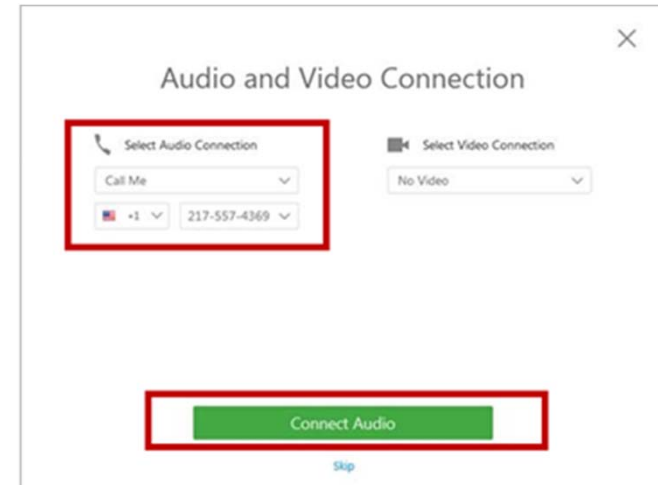 Audio and Video Connection
Select Audio Connection
Call Me
+1 217-557-4369
Select Video Connection
No Video
Connect Audio
Skip